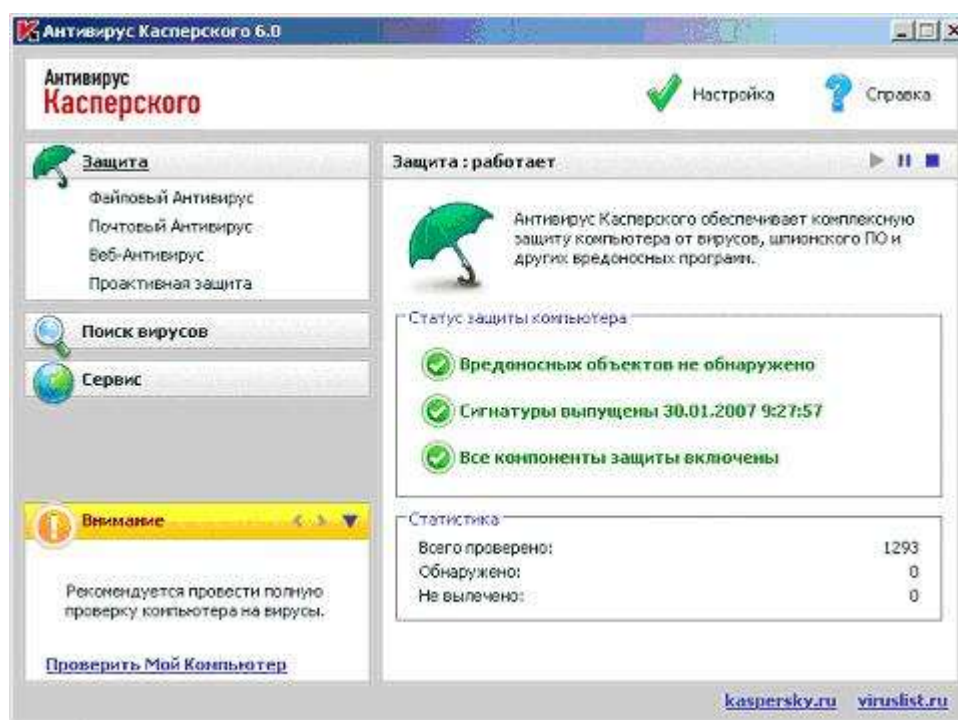 Антивирус Касперского 6.0
Антивирус
Касперского
Настройка
Справка
Защита
Файловый Антивирус
Почтовый Антивирус
Веб-Антивирус
Проактивная защита
Поиск вирусов
Сервис
Внимание
Рекомендуется провести полную
проверку компьютера на вирусы.
Проверить Мой Компьютер
Защита : работает
Антивирус Касперского обеспечивает комплексную
защиту компьютера от вирусов, шпионского ПО и
других вредоносных программ.
Статус защиты компьютера
Вредоносных объектов не обнаружено
Сигнатуры выпущены 30.01.2007 9:27:57
Все компоненты защиты включены
Статистика
Всего проверено: 1293
Обнаружено: 0
Не вылечено: 0
kaspersky.ru viruslist.ru